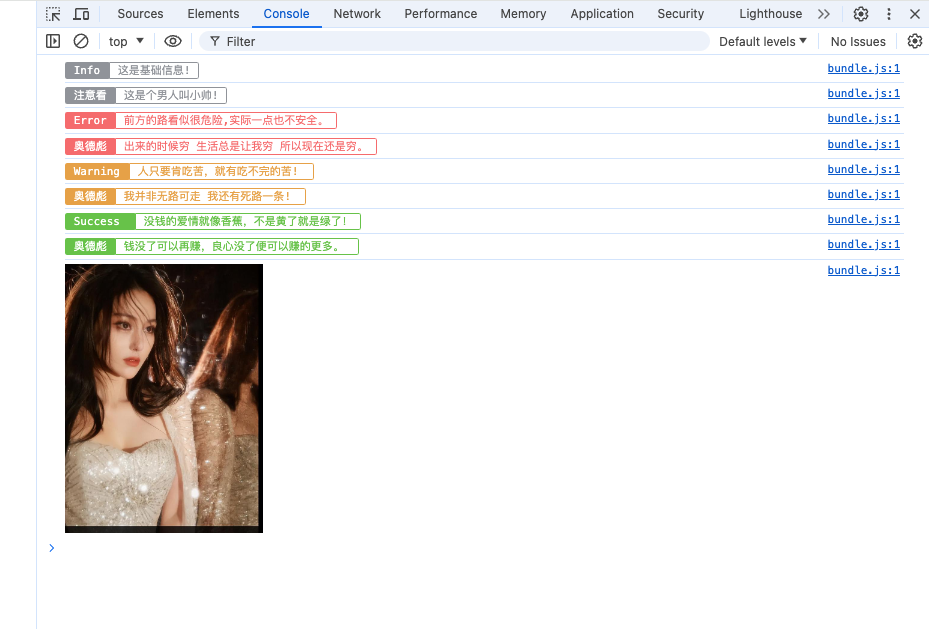 Sources Elements Console Network Performance Memory Application Security Lighthouse
top Filter Default levels No Issues
Info 这是基础信息！ bundle.js:1
注意看 这是个男人叫小帅！ bundle.js:1
Error 前方的路看似很危险,实际一点也不安全。 bundle.js:1
奥德彪 出来的时候穷 生活总是让我穷 所以现在还是穷。 bundle.js:1
Warning 人只要肯吃苦，就有吃不完的苦！ bundle.js:1
奥德彪 我并非无路可走 我还有死路一条！ bundle.js:1
Success 没钱的爱情就像香蕉，不是黄了就是绿了！ bundle.js:1
奥德彪 钱没了可以再赚，良心没了便可以赚的更多。 bundle.js:1
bundle.js:1